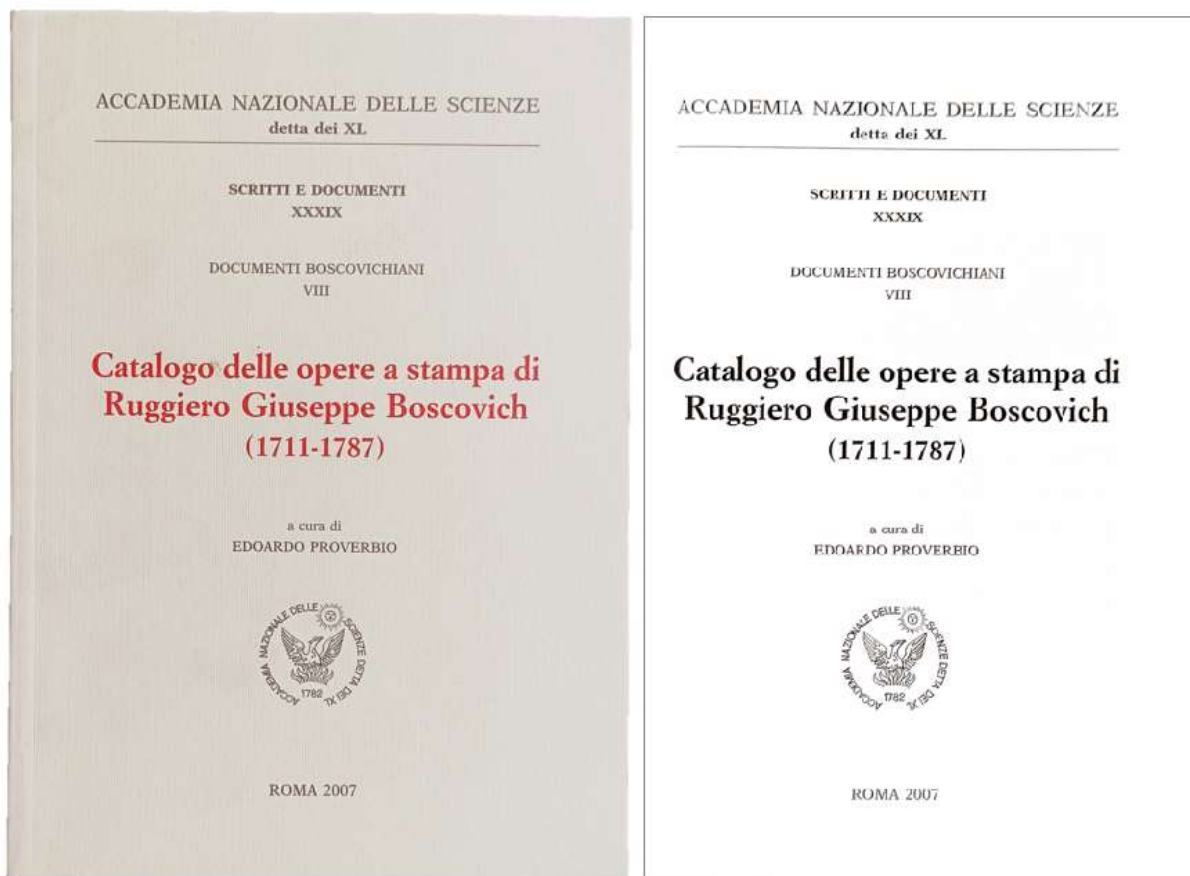 ACCADEMIA NAZIONALE DELLE SCIENZE
detta dei XL
SCRITTI E DOCUMENTI
XXXIX
DOCUMENTI BOSCOVICHIANI
VIII
Catalogo delle opere a stampa di
Ruggiero Giuseppe Boscovich
(1711-1787)
a cura di
EDOARDO PROVERBIO
ACCADEMIA NAZIONALE DELLE SCIENZE DETTA DEI XL
1782
ROMA 2007
ACCADEMIA NAZIONALE DELLE SCIENZE
detta dei XL
SCRITTI E DOCUMENTI
XXXIX
DOCUMENTI BOSCOVICHIANI
VIII
Catalogo delle opere a stampa di
Ruggiero Giuseppe Boscovich
(1711-1787)
a cura di
EDOARDO PROVERBIO
ACCADEMIA NAZIONALE DELLE SCIENZE DETTA DEI XL
1782
ROMA 2007